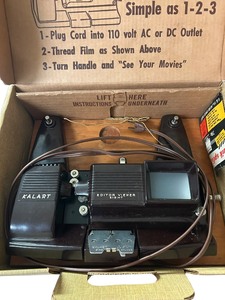 Simple as 1-2-3
1 - Plug Cord into 110 volt AC or DC Outlet
2 - Thread Film as Shown Above
3 - Turn Handle and "See Your Movies"
LIFT HERE
INSTRUCTIONS UNDERNEATH
KALART
EDITOR VIEWER